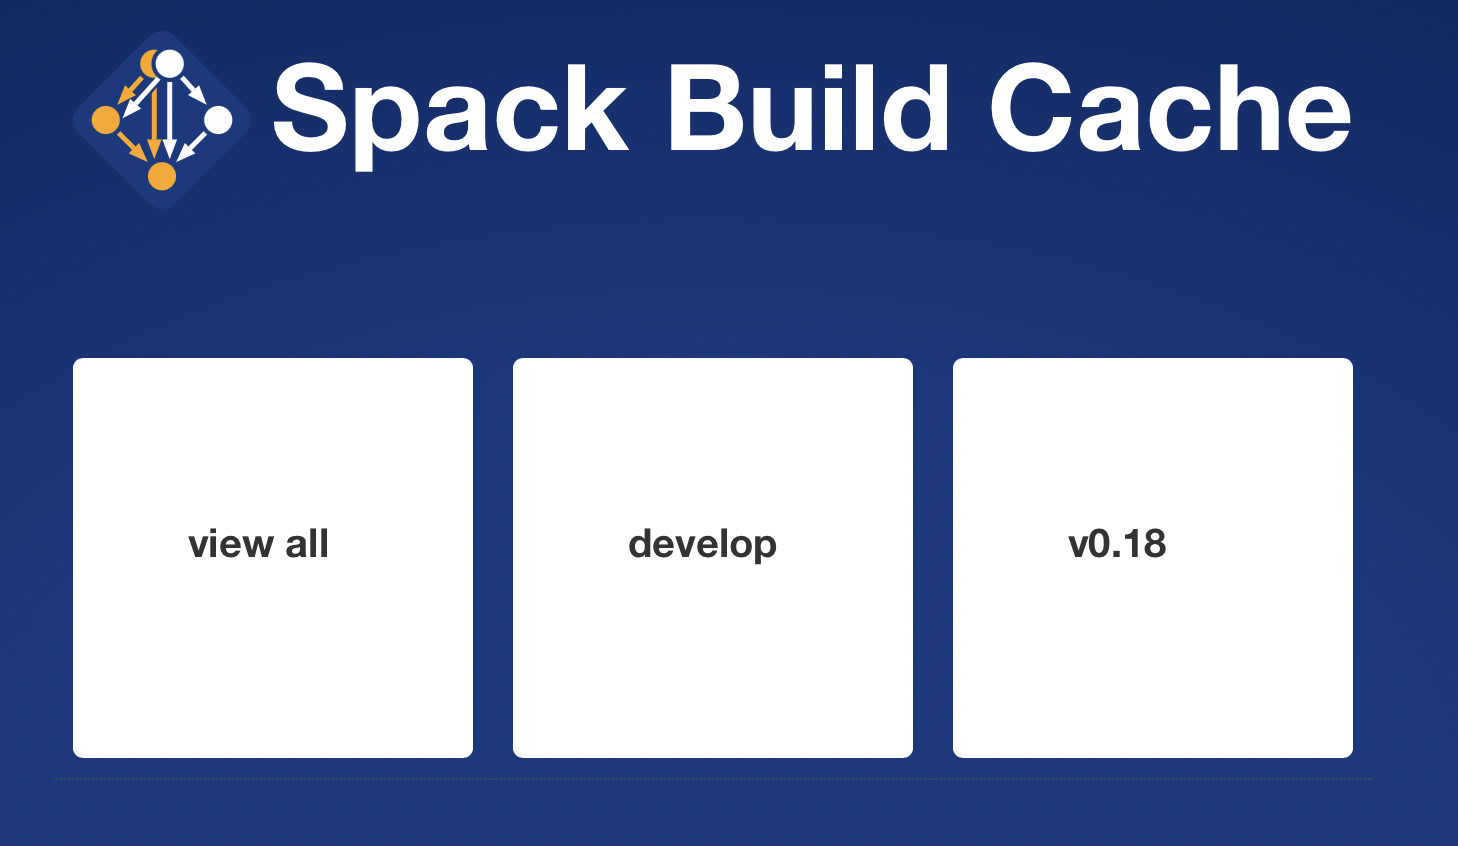 Spack Build Cache
view all
develop
v0.18